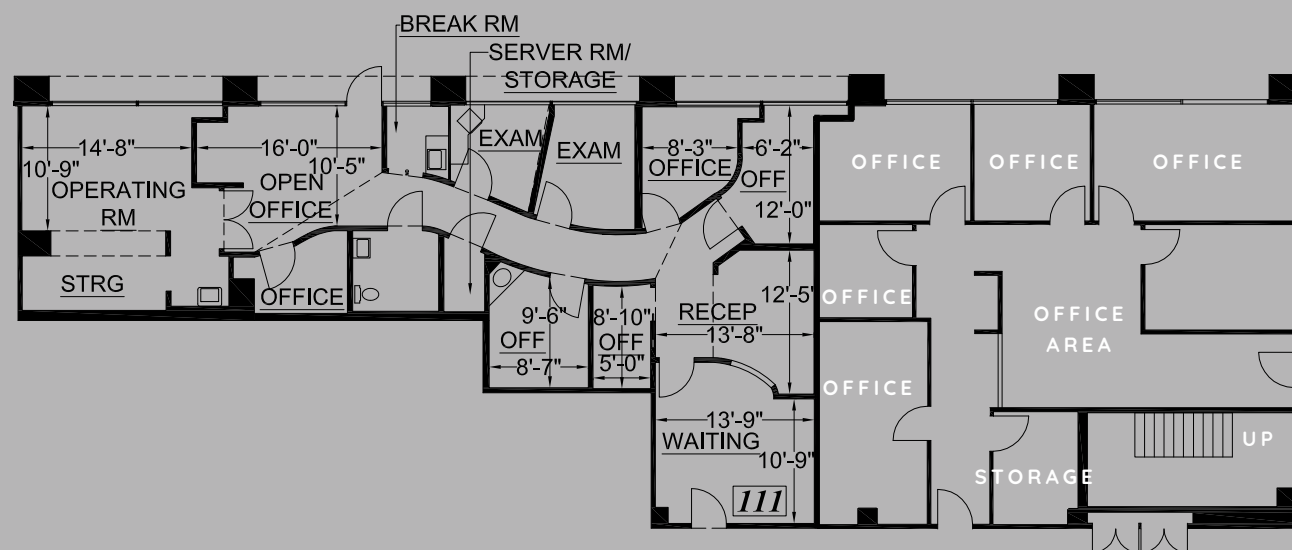 BREAK RM
SERVER RM/
STORAGE
14'-8"
10'-9"
OPERATING
RM
STRG
16'-0"
10'-5"
OPEN
OFFICE
OFFICE
EXAM
EXAM
8'-3"
OFFICE
6'-2"
OFF
12'-0"
9'-6"
OFF
8'-7"
8'-10"
OFF
5'-0"
12'-5"
RECEP
13'-8"
13'-9"
WAITING
10'-9"
111
OFFICE
OFFICE
OFFICE
OFFICE
OFFICE
AREA
OFFICE
STORAGE
UP